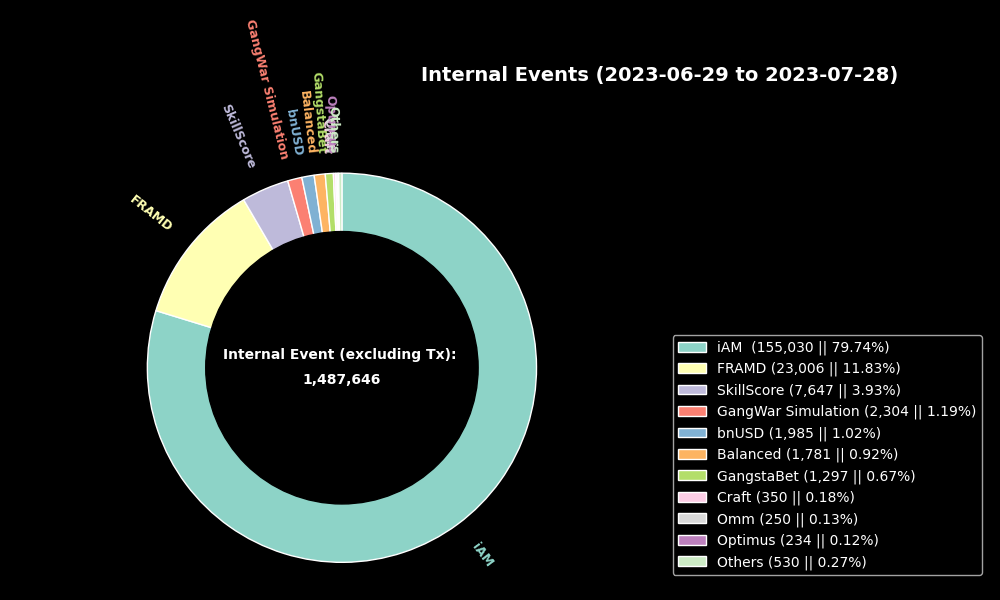 Internal Events (2023-06-29 to 2023-07-28)
GangWar Simulation
SkillScore
bnUSD
Balanced
GangstaBet
Others
FRAMD
iAM
Internal Event (excluding Tx):
1,487,646
iAM  (155,030 || 79.74%)
FRAMD (23,006 || 11.83%)
SkillScore (7,647 || 3.93%)
GangWar Simulation (2,304 || 1.19%)
bnUSD (1,985 || 1.02%)
Balanced (1,781 || 0.92%)
GangstaBet (1,297 || 0.67%)
Craft (350 || 0.18%)
Omm (250 || 0.13%)
Optimus (234 || 0.12%)
Others (530 || 0.27%)